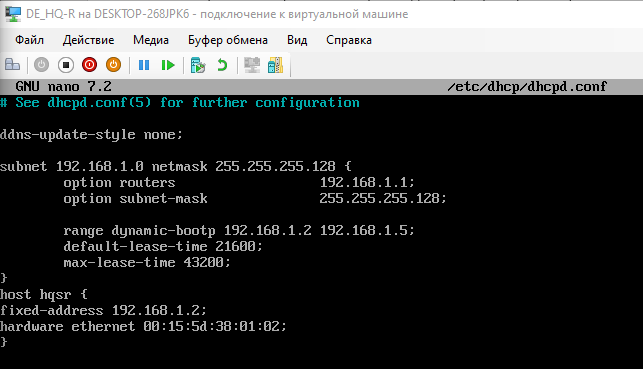 DE_HQ-R на DESKTOP-268JPK6 - подключение к виртуальной машине
Файл Действие Медиа Буфер обмена Вид Справка
GNU nano 7.2 /etc/dhcp/dhcpd.conf
# See dhcpd.conf(5) for further configuration
ddns-update-style none;
subnet 192.168.1.0 netmask 255.255.255.128 {
option routers 192.168.1.1;
option subnet-mask 255.255.255.128;
range dynamic-bootp 192.168.1.2 192.168.1.5;
default-lease-time 21600;
max-lease-time 43200;
}
host hqsr {
fixed-address 192.168.1.2;
hardware ethernet 00:15:5d:38:01:02;
}